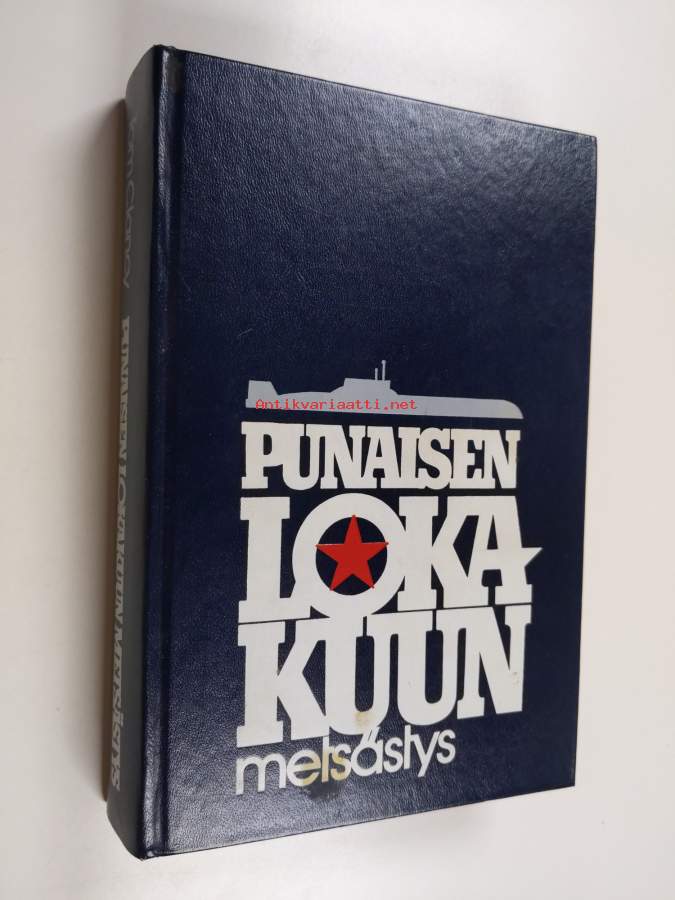 Antikvariaatti.net
PUNAISEN
LOKA
KUUN
metsästys
Tom Clancy PUNAISEN LOKAKUUN METSÄSTYS